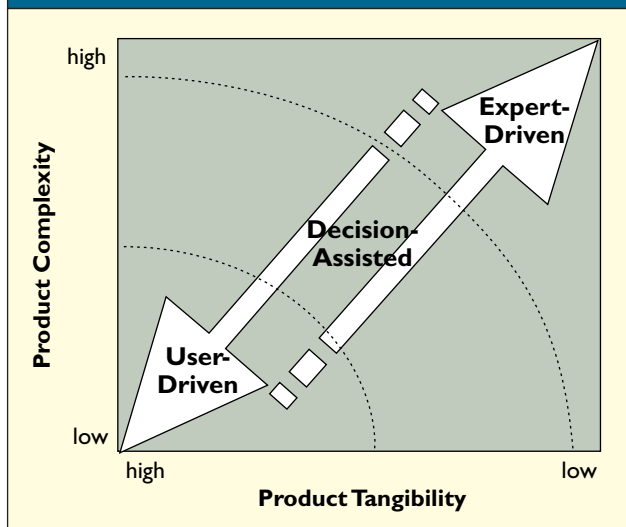 high
Expert-
Driven
Product Complexity
Decision-
Assisted
User-
Driven
low
high
low
Product Tangibility